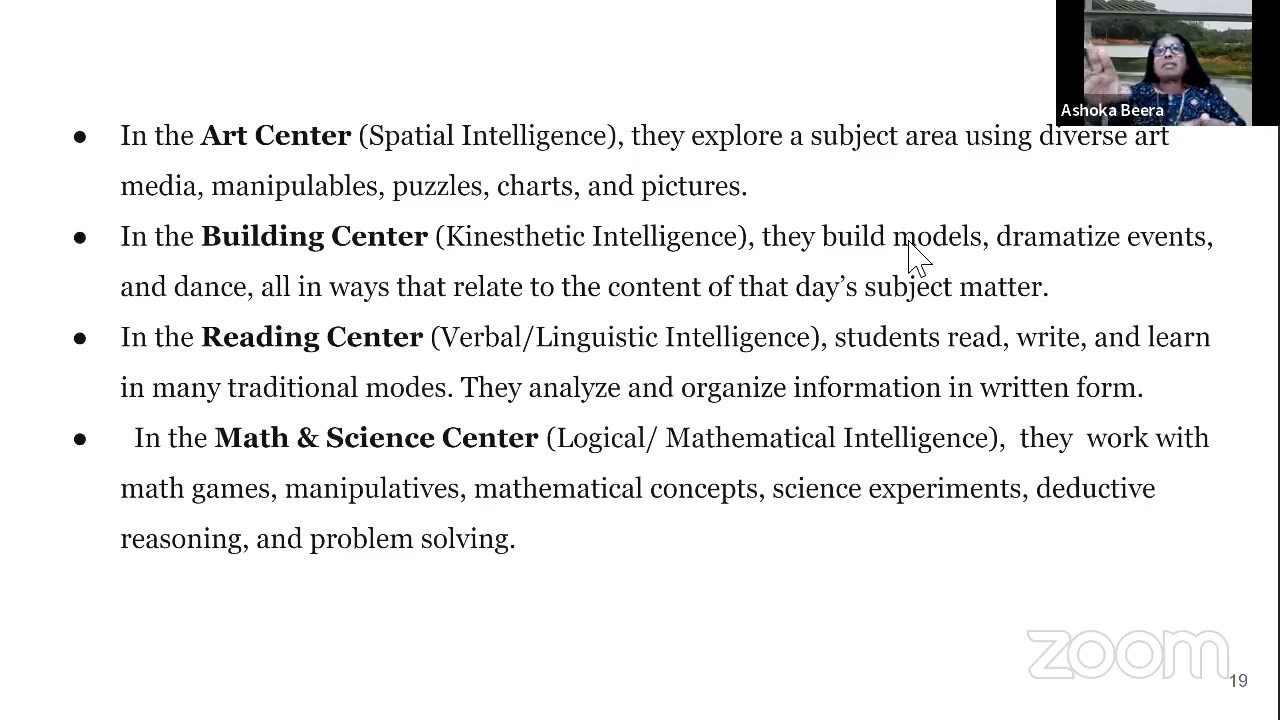 Ashoka Beera
● In the Art Center (Spatial Intelligence), they explore a subject area using diverse art
media, manipulables, puzzles, charts, and pictures.
● In the Building Center (Kinesthetic Intelligence), they build models, dramatize events,
and dance, all in ways that relate to the content of that day’s subject matter.
● In the Reading Center (Verbal/Linguistic Intelligence), students read, write, and learn
in many traditional modes. They analyze and organize information in written form.
● In the Math & Science Center (Logical/ Mathematical Intelligence), they work with
math games, manipulatives, mathematical concepts, science experiments, deductive
reasoning, and problem solving.
zoom
19